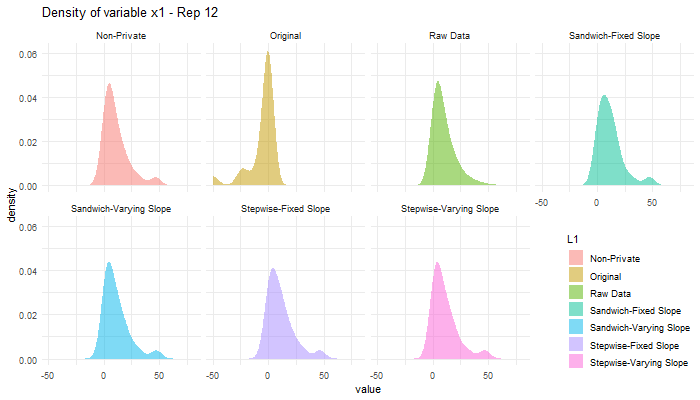 Density of variable x1 - Rep 12
Non-Private Original Raw Data Sandwich-Fixed Slope
0.06
0.04
0.02
0.00
-50 0 50
Sandwich-Varying Slope Stepwise-Fixed Slope Stepwise-Varying Slope
0.06
0.04
0.02
0.00
-50 0 50 -50 0 50 -50 0 50
density
value
L1
Non-Private
Original
Raw Data
Sandwich-Fixed Slope
Sandwich-Varying Slope
Stepwise-Fixed Slope
Stepwise-Varying Slope